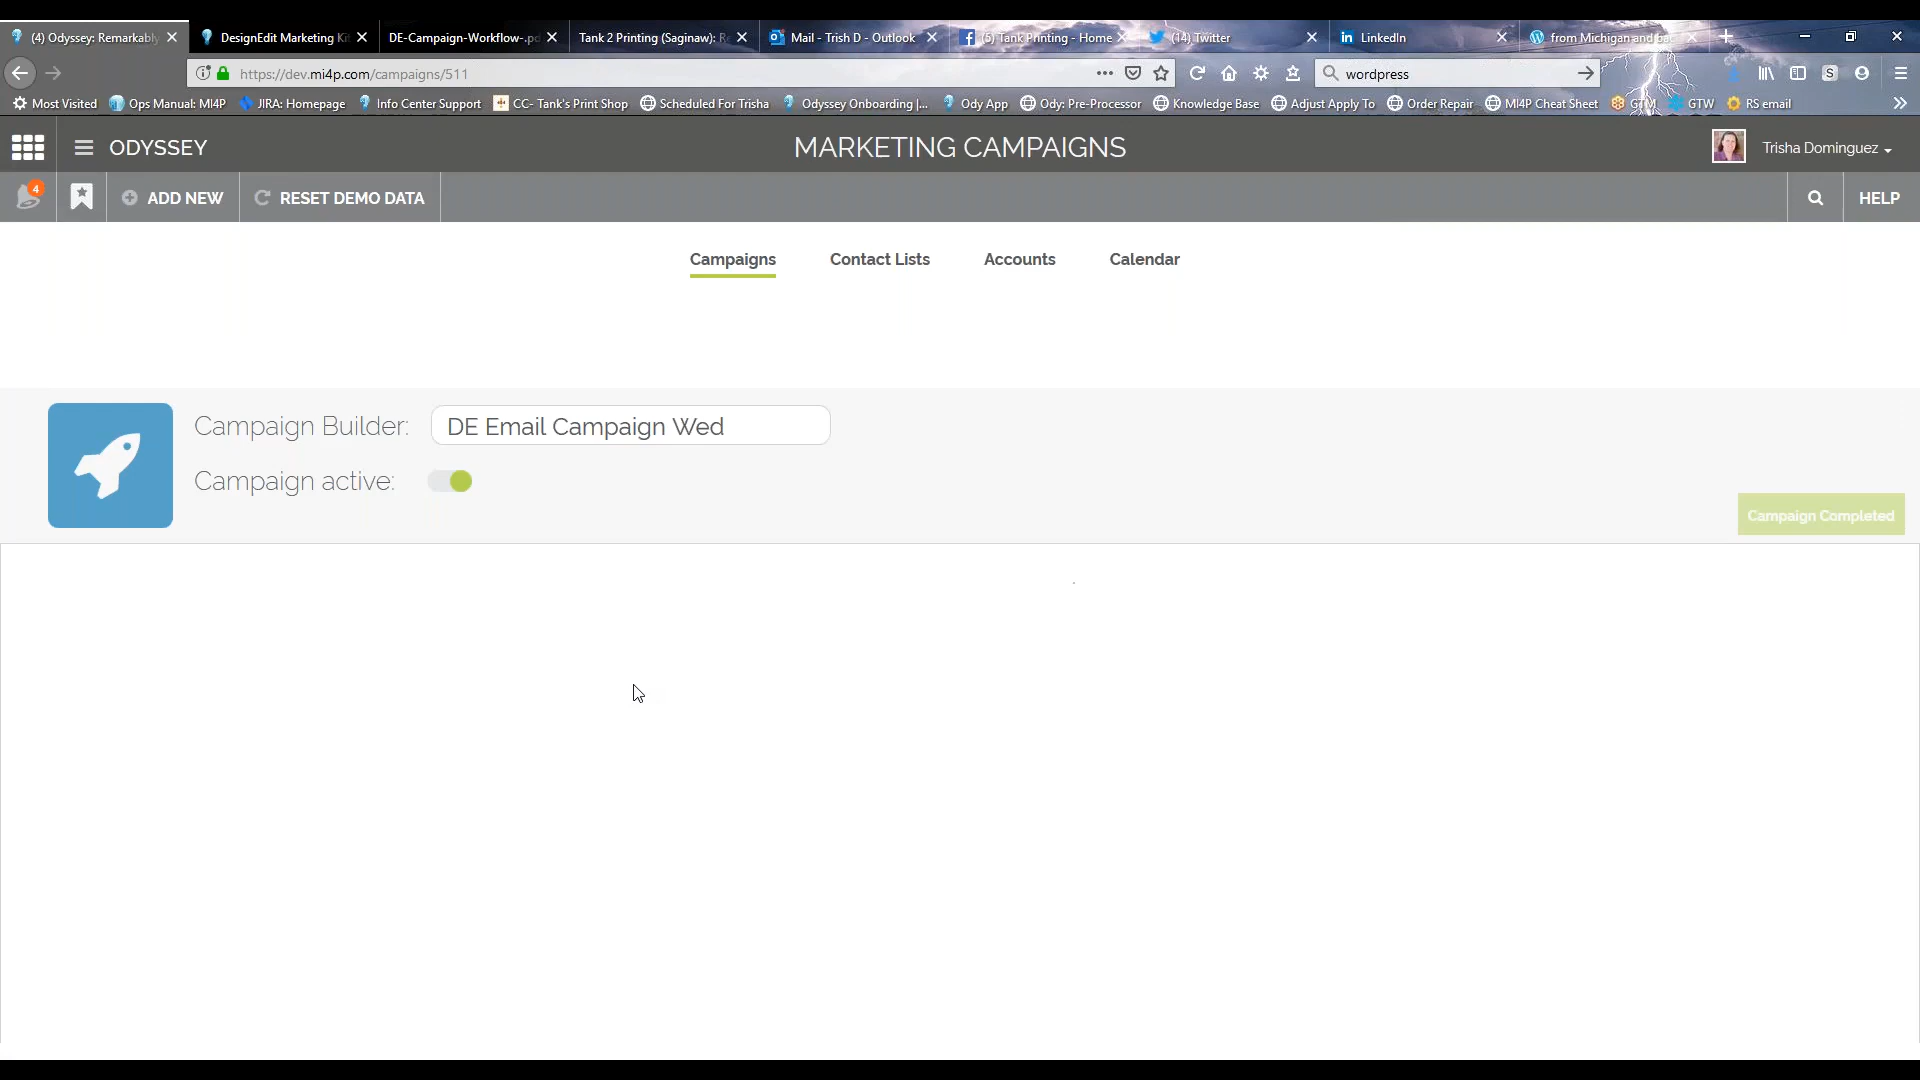 (4) Odyssey: Remarkably
DesignEdit Marketing Ki
DE-Campaign-Workflow-.pd
Tank 2 Printing (Saginaw): Re
Mail - Trish D - Outlook
(5) Tank Printing - Home
(14) Twitter
LinkedIn
from Michigan and
https://dev.mi4p.com/campaigns/511
wordpress
Most Visited
Ops Manual: MI4P
JIRA: Homepage
Info Center Support
CC- Tank's Print Shop
Scheduled For Trisha
Odyssey Onboarding |...
Ody App
Ody: Pre-Processor
Knowledge Base
Adjust Apply To
Order Repair
MI4P Cheat Sheet
GTM
GTW
RS email
ODYSSEY
MARKETING CAMPAIGNS
Trisha Dominguez
4
ADD NEW
RESET DEMO DATA
HELP
Campaigns
Contact Lists
Accounts
Calendar
Campaign Builder:
DE Email Campaign Wed
Campaign active:
Campaign Completed